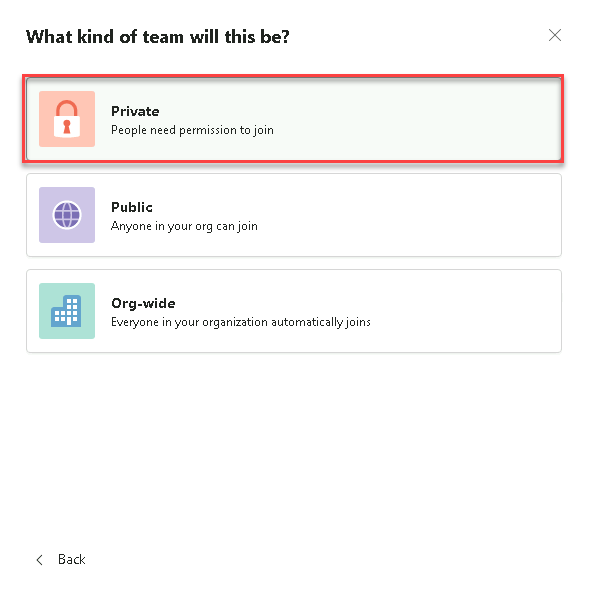 What kind of team will this be?
Private
People need permission to join
Public
Anyone in your org can join
Org-wide
Everyone in your organization automatically joins
Back